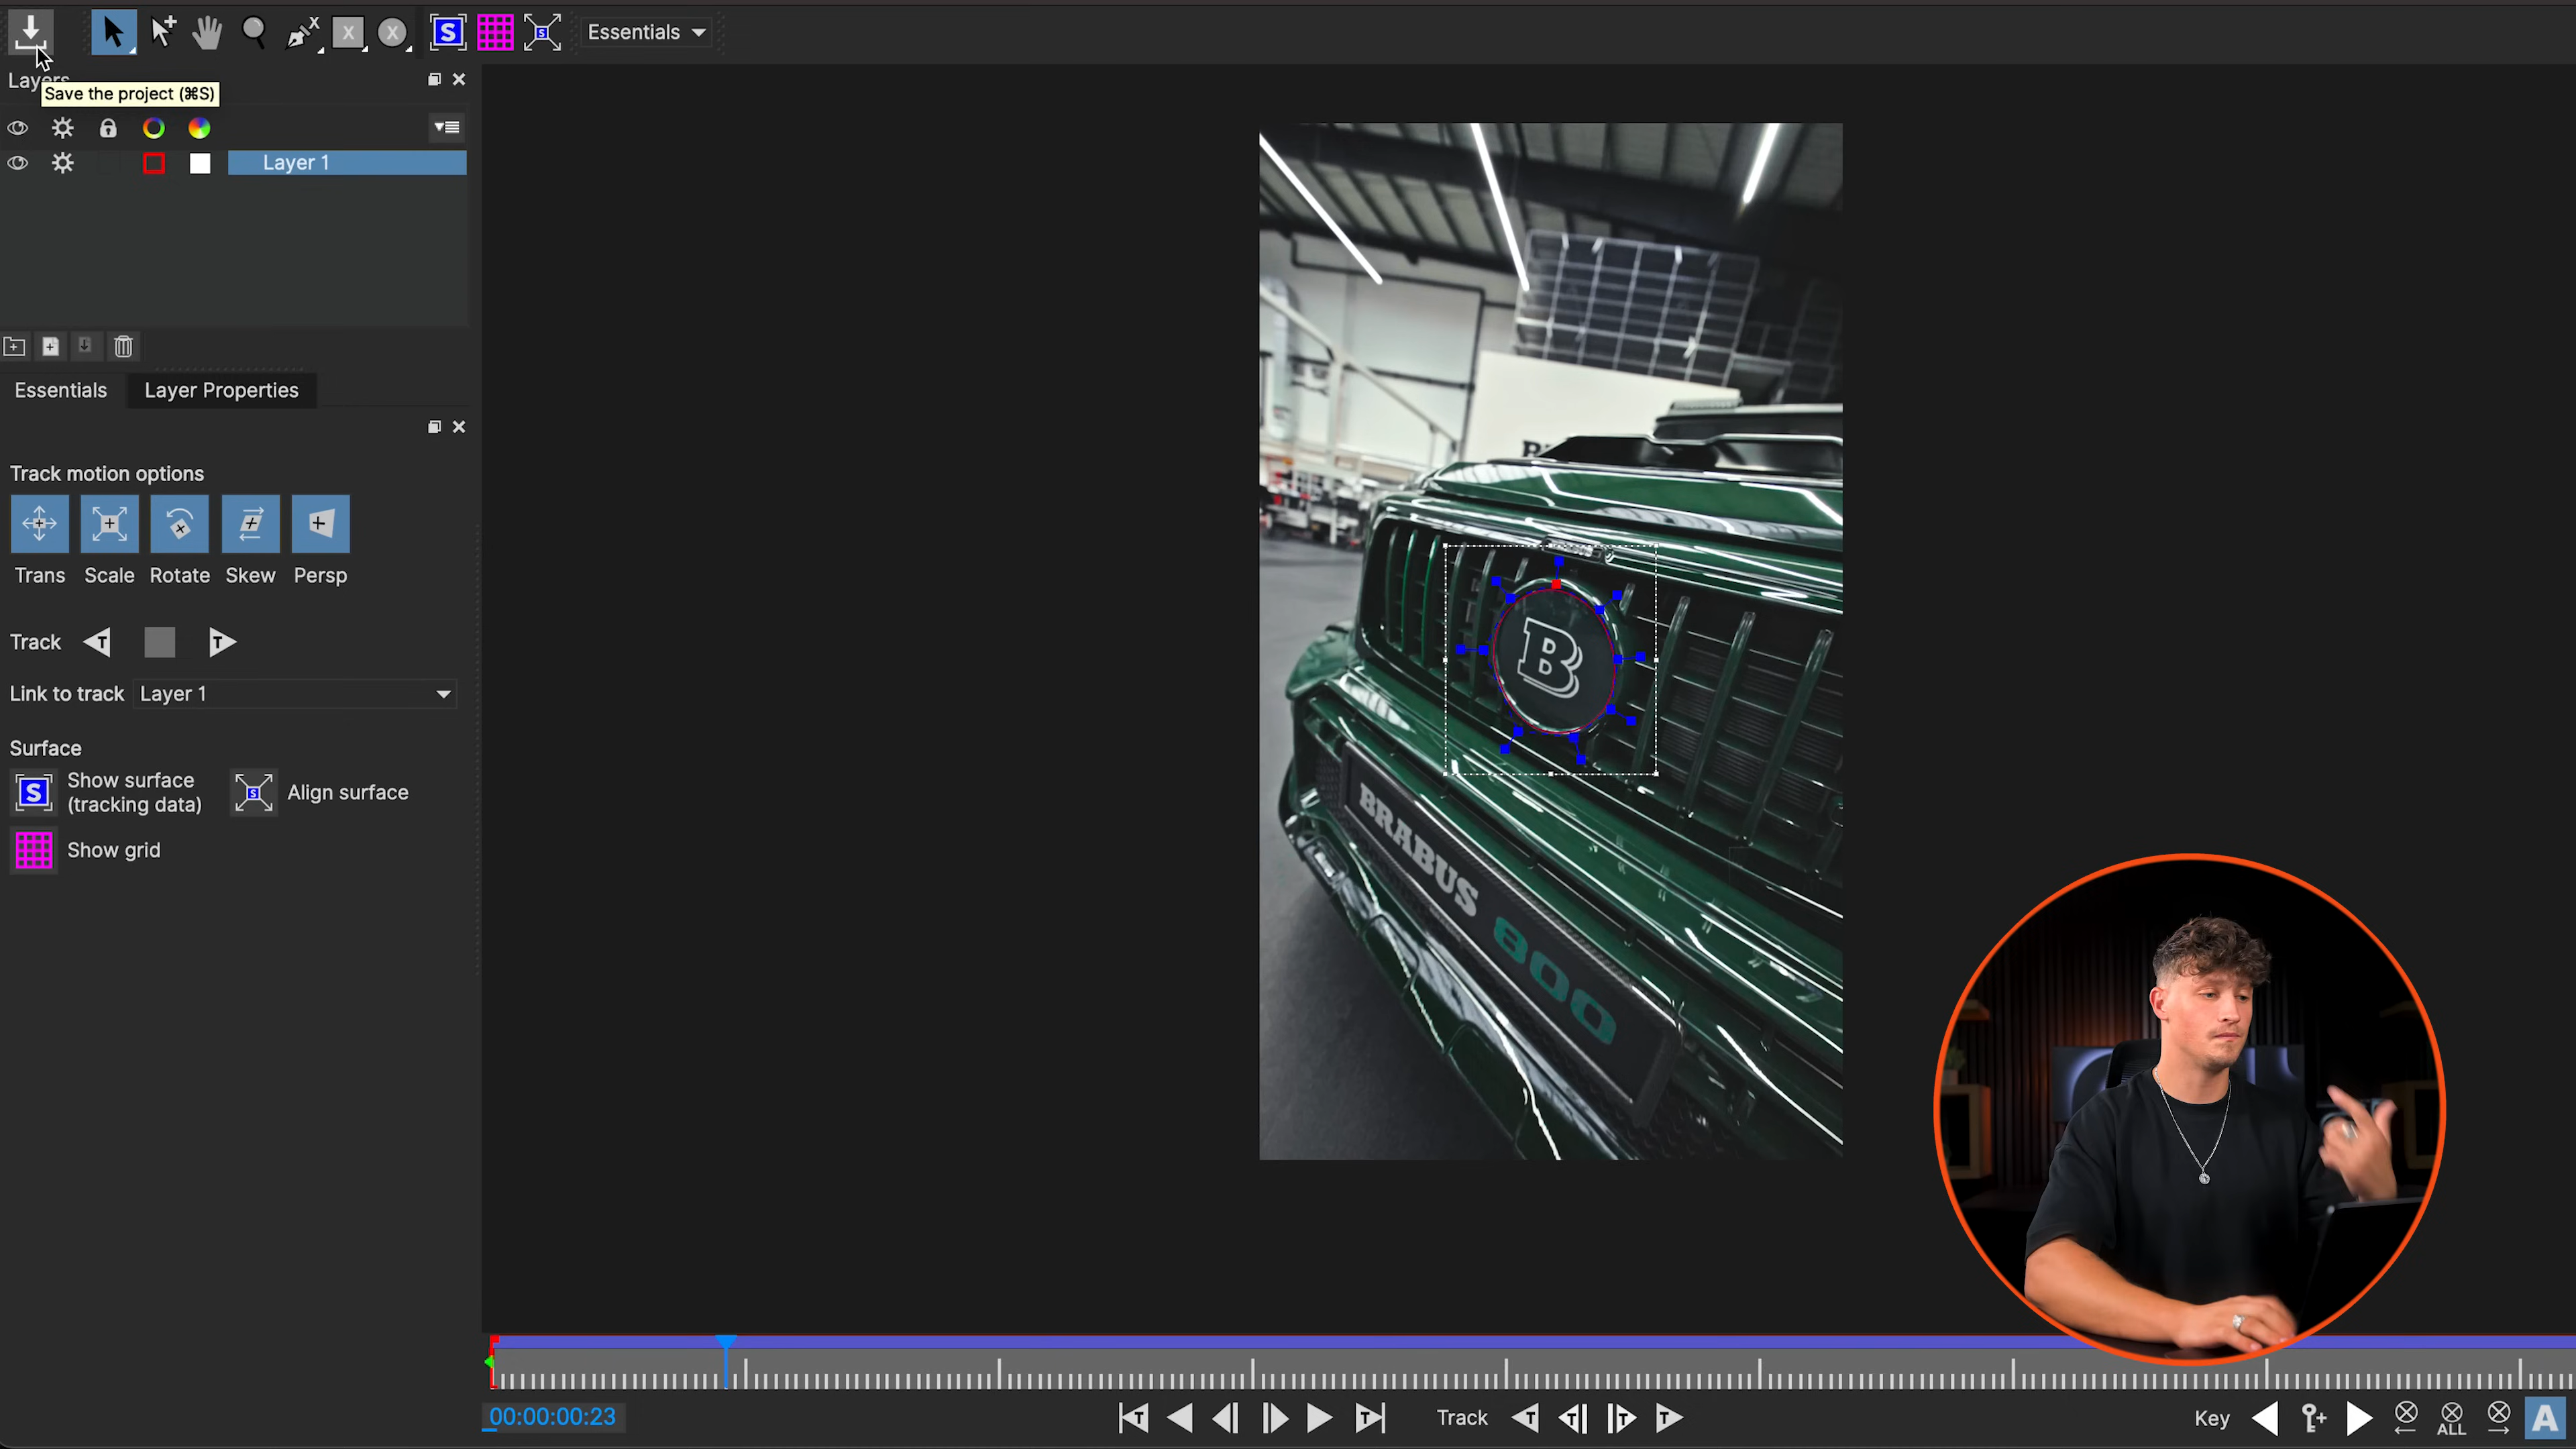 Essentials
Layers
Save the project (⌘S)
Layer 1
Essentials
Layer Properties
Track motion options
Trans
Scale
Rotate
Skew
Persp
Track
Link to track
Layer 1
Surface
Show surface
(tracking data)
Align surface
Show grid
B
BRABUS 800
00:00:00:23
Track
Key
ALL
A